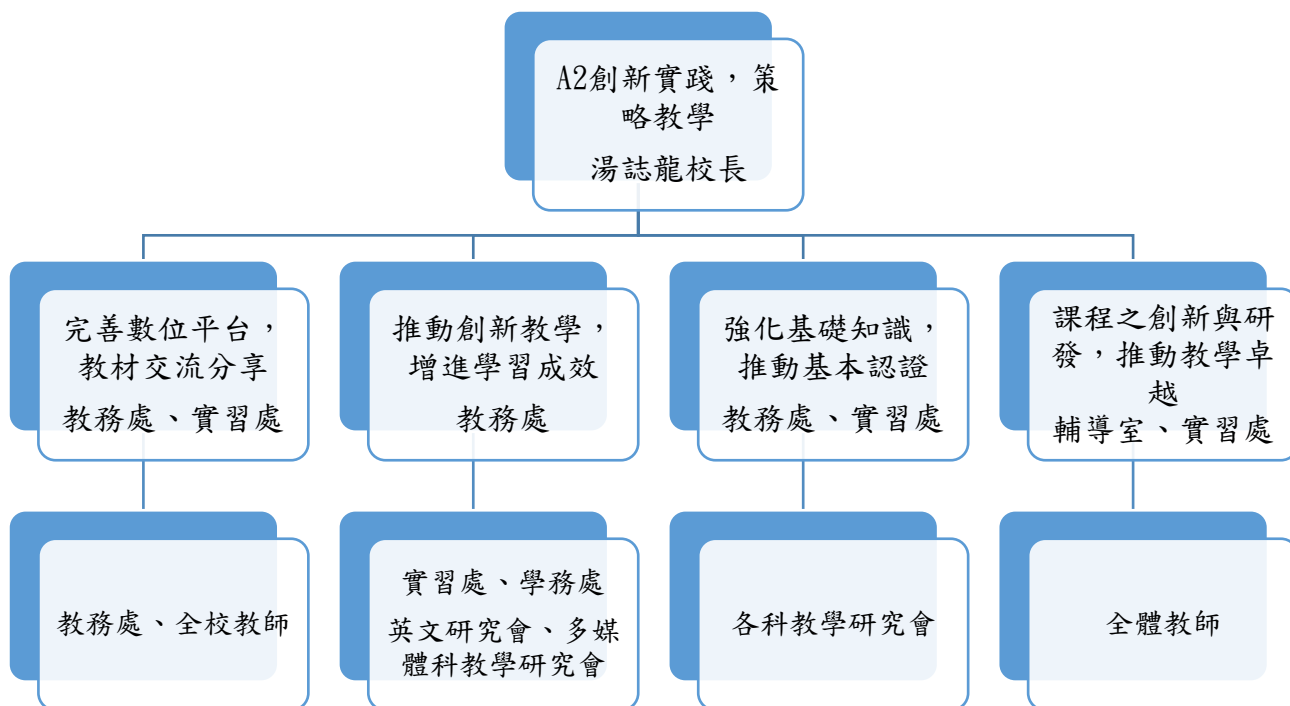 A2創新實踐，策
略教學
湯誌龍校長
完善數位平台，
教材交流分享
教務處、實習處
推動創新教學，
增進學習成效
教務處
強化基礎知識，
推動基本認證
教務處、實習處
課程之創新與研
發，推動教學卓
越
輔導室、實習處
教務處、全校教師
實習處、學務處
英文研究會、多媒
體科教學研究會
各科教學研究會
全體教師